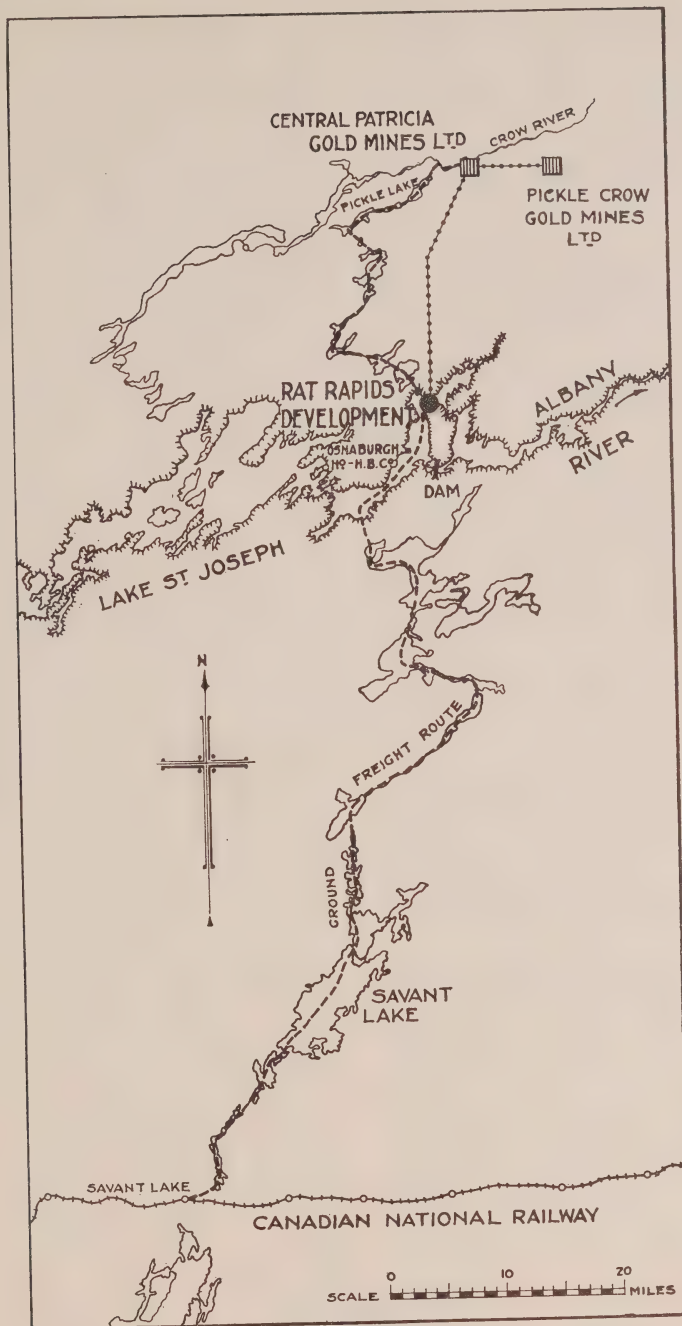 CENTRAL PATRICIA
GOLD MINES LTD
CROW RIVER
PICKLE LAKE
PICKLE CROW
GOLD MINES
LTD
RAT RAPIDS
DEVELOPMENT
ALBANY
RIVER
OSNABURGH
HO-H.B.CO
DAM
LAKE ST JOSEPH
N
FREIGHT ROUTE
GROUND
SAVANT
LAKE
SAVANT LAKE
CANADIAN NATIONAL RAILWAY
0 10 20
SCALE MILES